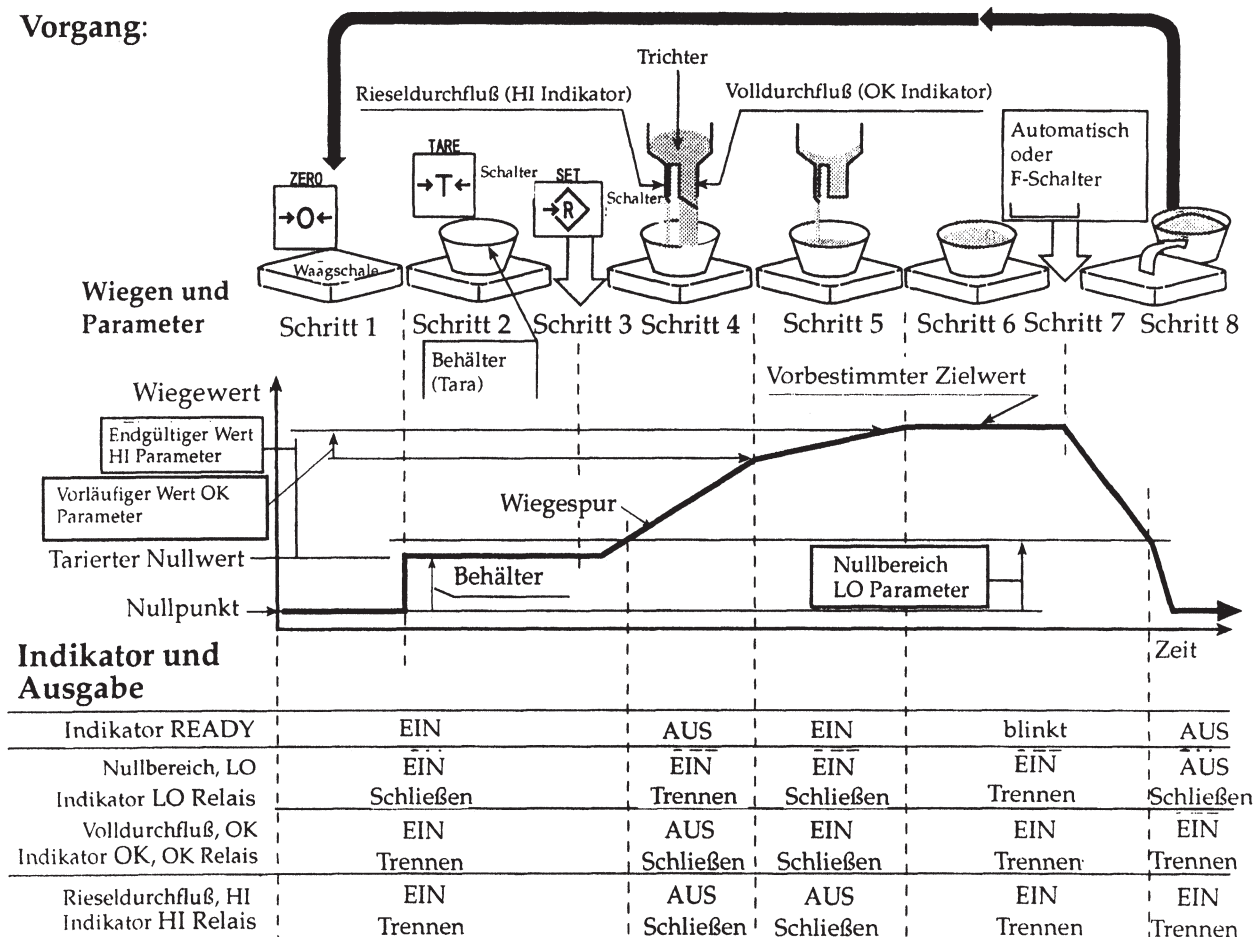 Vorgang:
Trichter
Rieseldurchfluß (HI Indikator)
Volldurchfluß (OK Indikator)
Automatisch
oder
F-Schalter
TARE
→T←
Schalter
ZERO
→0←
SET
→R
Schalter
Waagschale
Wiegen und
Parameter
Schritt 1 Schritt 2 Schritt 3 Schritt 4 Schritt 5 Schritt 6 Schritt 7 Schritt 8
Behälter
(Tara)
Vorbestimmter Zielwert
Wiegewert
Endgültiger Wert
HI Parameter
Vorläufiger Wert OK
Parameter
Wiegespur
Tarierter Nullwert
Behälter
Nullbereich
LO Parameter
Nullpunkt
Zeit
Indikator und
Ausgabe
Indikator READY EIN AUS EIN blinkt AUS
Nullbereich, LO EIN EIN EIN EIN AUS
Indikator LO Relais Schließen Trennen Schließen Trennen Schließen
Volldurchfluß, OK EIN AUS EIN EIN EIN
Indikator OK, OK Relais Trennen Schließen Schließen Trennen Trennen
Rieseldurchfluß, HI EIN AUS AUS EIN EIN
Indikator HI Relais Trennen Schließen Schließen Trennen Trennen